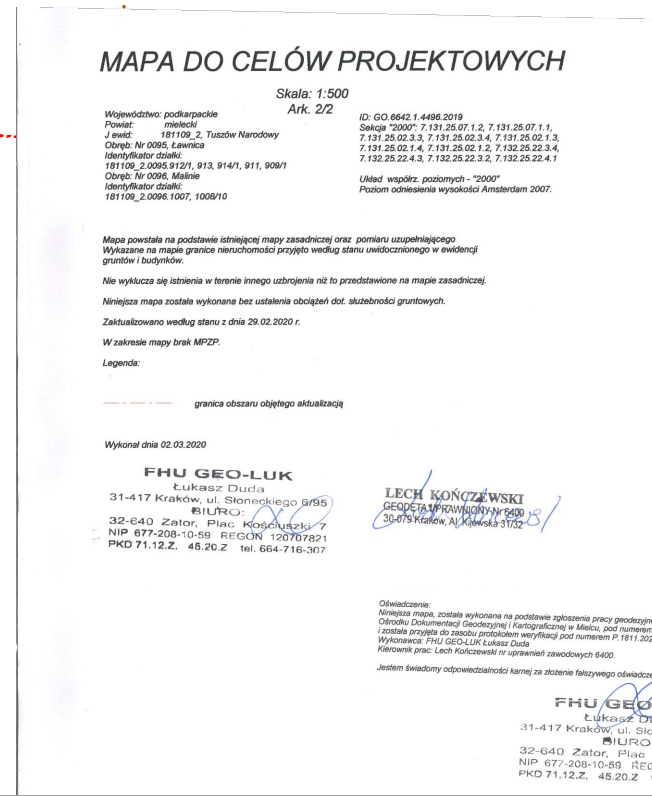 MAPA DO CELÓW PROJEKTOWYCH
Skala: 1:500
Ark. 2/2
Województwo: podkarpackie
Powiat: mielecki
J ewid: 181109_2, Tuszów Narodowy
Obręb: Nr 0095, Ławnica
Identyfikator działki:
181109_2.0095.912/1, 913, 914/1, 911, 909/1
Obręb: Nr 0096, Malinie
Identyfikator działki:
181109_2.0096.1007, 1008/10
ID: GO.6642.1.4496.2019
Sekcja "2000": 7.131.25.07.1.2, 7.131.25.07.1.1,
7.131.25.02.3.3, 7.131.25.02.3.4, 7.131.25.02.1.3,
7.131.25.02.1.4, 7.131.25.02.1.2, 7.132.25.22.3.4,
7.132.25.22.4.3, 7.132.25.22.3.2, 7.132.25.22.4.1
Układ współrz. poziomych - "2000"
Poziom odniesienia wysokości Amsterdam 2007.
Mapa powstała na podstawie istniejącej mapy zasadniczej oraz pomiaru uzupełniającego
Wykazane na mapie granice nieruchomości przyjęto według stanu uwidocznionego w ewidencji
gruntów i budynków.
Nie wyklucza się istnienia w terenie innego uzbrojenia niż to przedstawione na mapie zasadniczej.
Niniejsza mapa została wykonana bez ustalenia obciążeń dot. służebności gruntowych.
Zaktualizowano według stanu z dnia 29.02.2020 r.
W zakresie mapy brak MPZP.
Legenda:
granica obszaru objętego aktualizacją
Wykonał dnia 02.03.2020
FHU GEO-LUK
Łukasz Duda
31-417 Kraków, ul. Słoneckiego 6/95
BIURO:
32-640 Zator, Plac Kościuszki 7
NIP 677-208-10-59 REGON 120707821
PKD 71.12.Z. 45.20.Z tel. 664-716-307
LECH KOŃCZEWSKI
GEODETA UPRAWNIONY Nr 6400
30-079 Kraków, Al. Kijowska 31/32
Oświadczenie:
Niniejsza mapa, została wykonana na podstawie zgłoszenia pracy geodezyjne
Ośrodku Dokumentacji Geodezyjnej i Kartograficznej w Mielcu, pod numerem
i została przyjęta do zasobu protokołem weryfikacji pod numerem P.1811.202
Wykonawca: FHU GEO-LUK Łukasz Duda
Kierownik prac: Lech Kończewski nr uprawnień zawodowych 6400.
Jestem świadomy odpowiedzialności karnej za złożenie fałszywego oświadcze
FHU GEO
Łukasz Du
31-417 Kraków, ul. Sło
BIURO
32-640 Zator, Plac
NIP 677-208-10-59 REG
PKD 71.12.Z. 45.20.Z